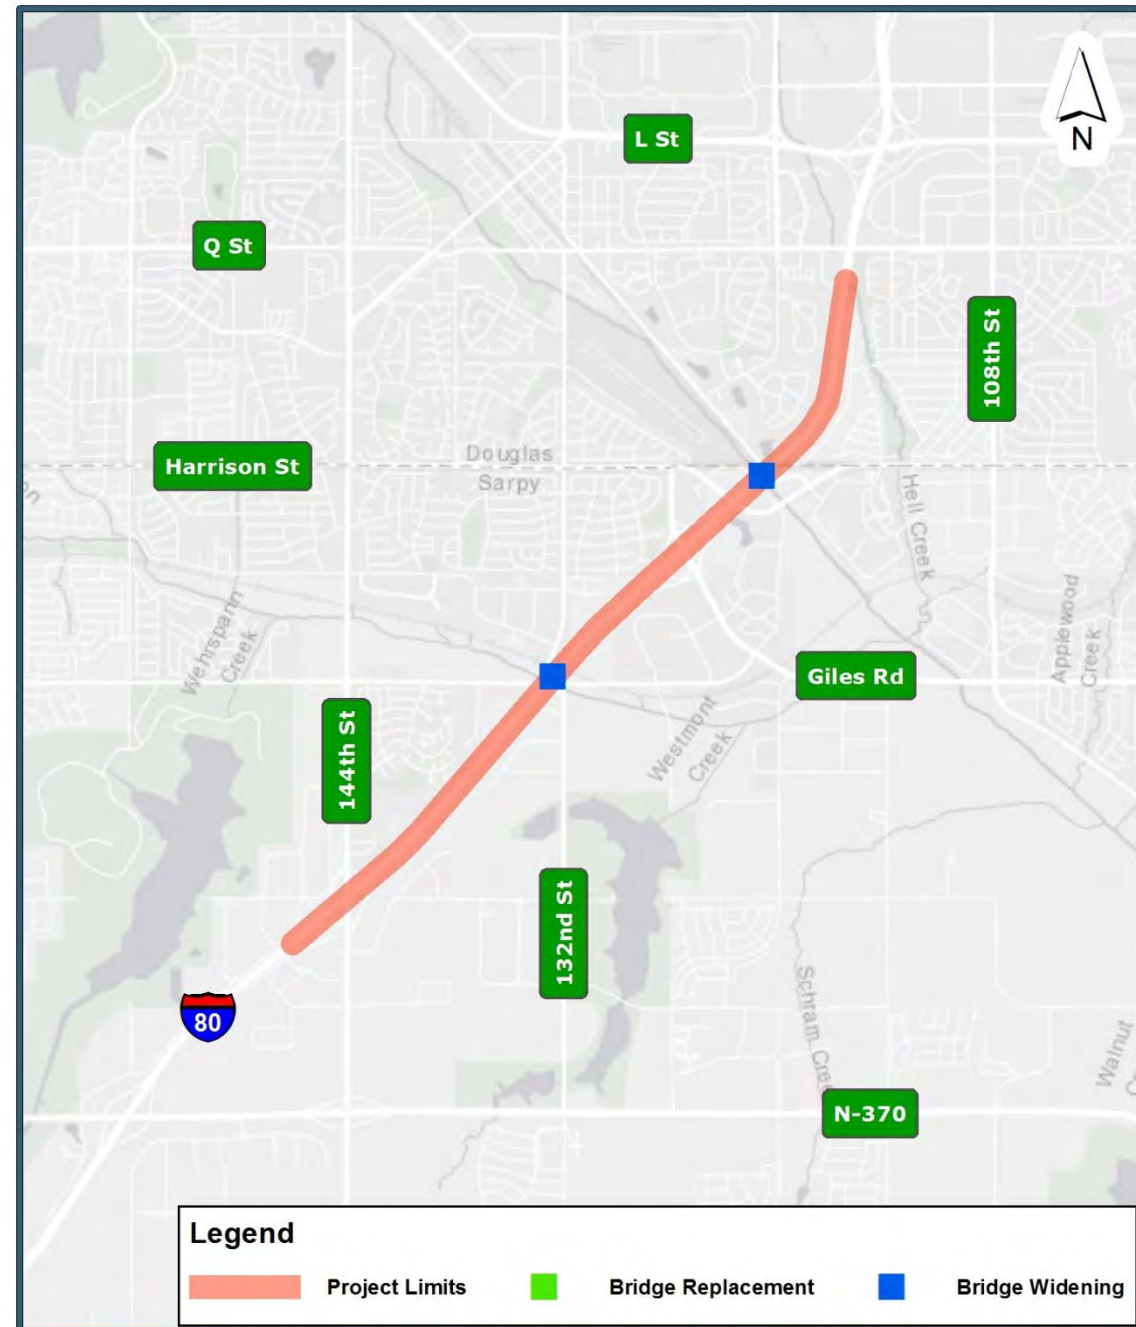 N
L St
Q St
108th St
Harrison St
Douglas
Sarpy
Hell Creek
Wehrspann
Creek
Applewood
Creek
Giles Rd
144th St
Westmont
Creek
132nd St
80
Schram Cree
Walnut
N-370
Legend
Project Limits
Bridge Replacement
Bridge Widening